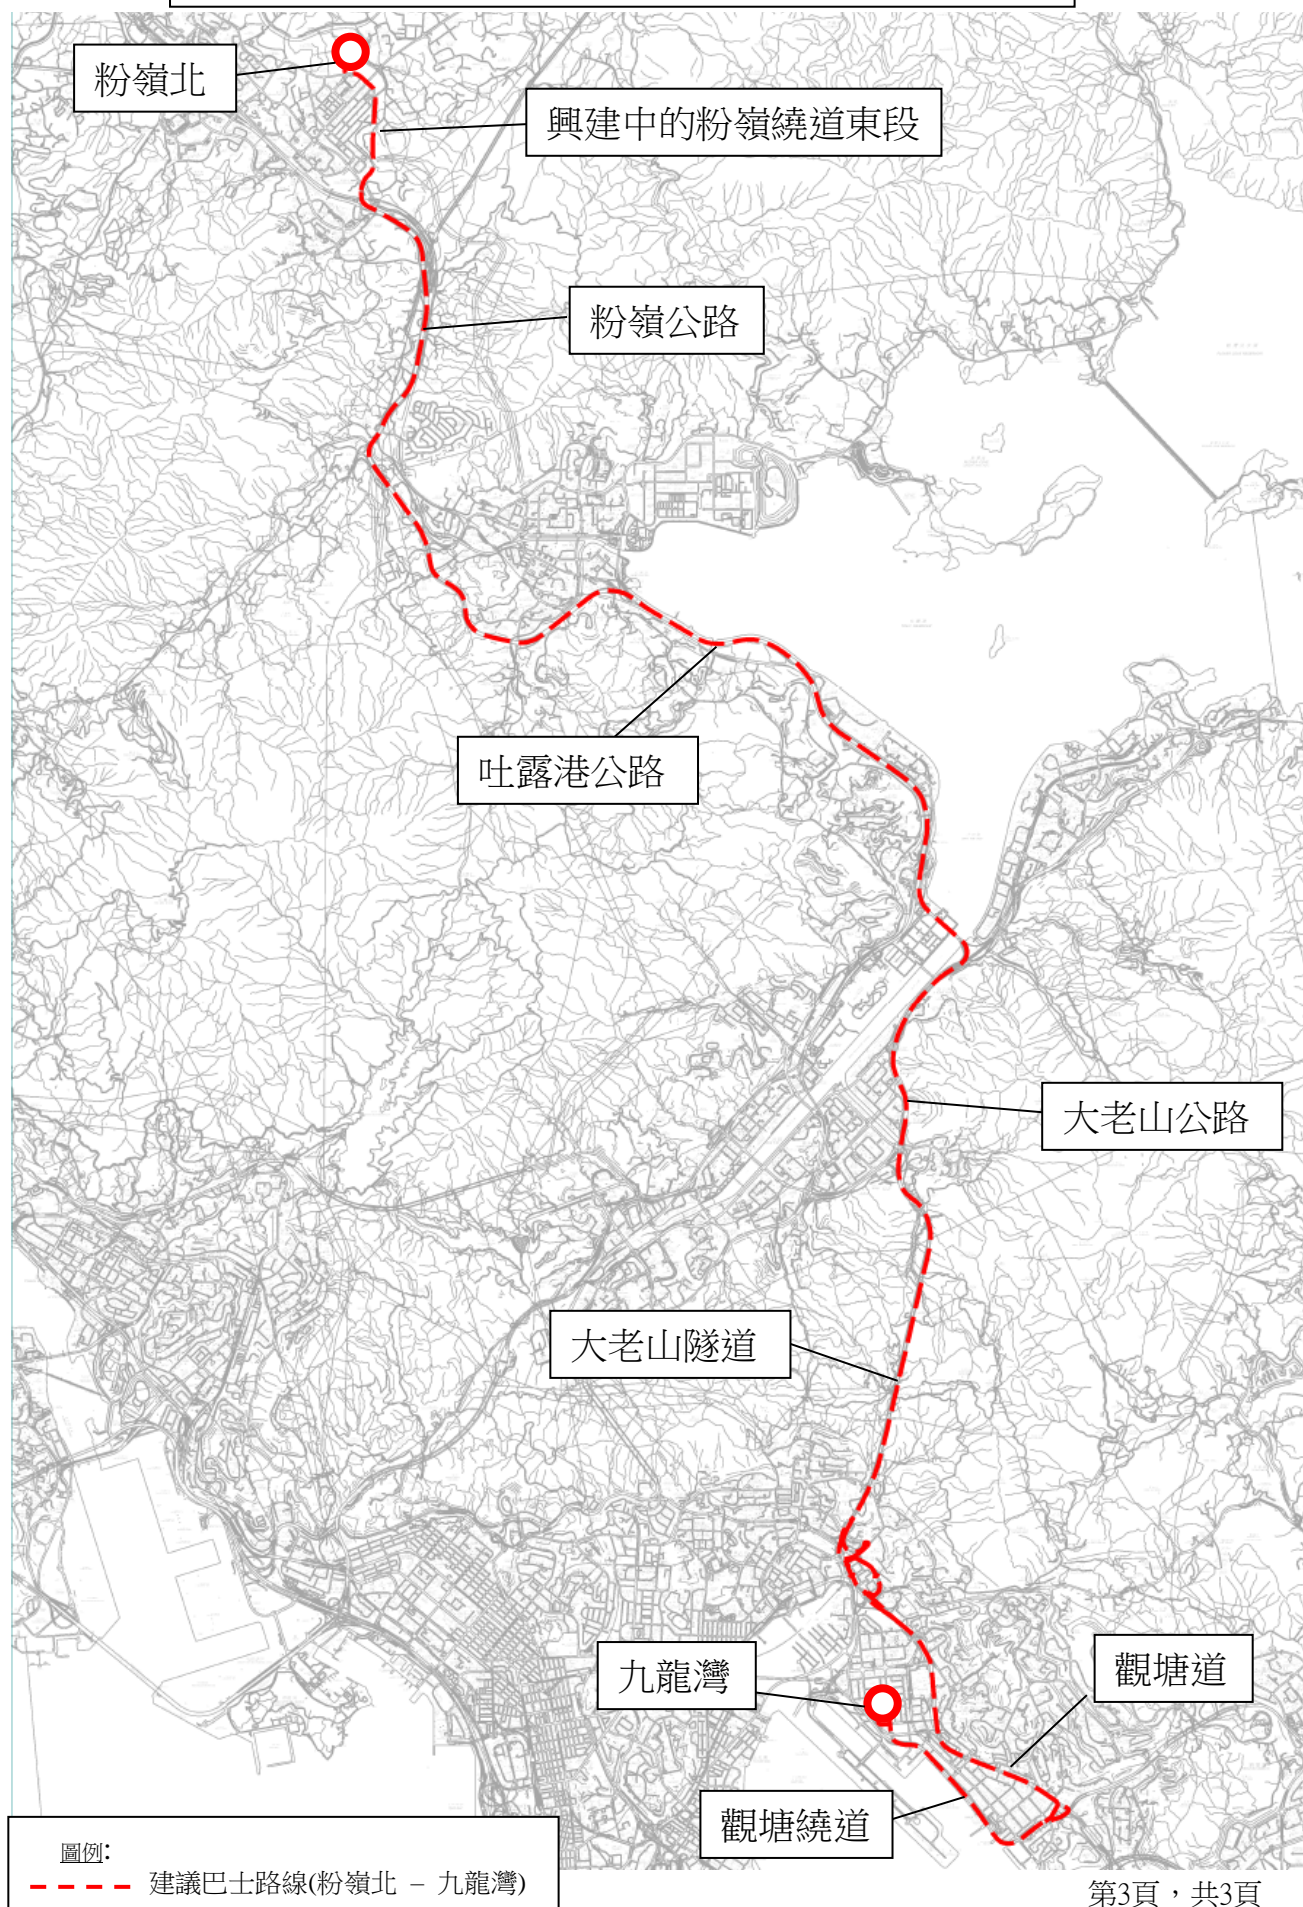 粉嶺北
興建中的粉嶺繞道東段
粉嶺公路
吐露港公路
大老山公路
大老山隧道
九龍灣
觀塘道
觀塘繞道
圖例:
建議巴士路線(粉嶺北 – 九龍灣)
第3頁，共3頁